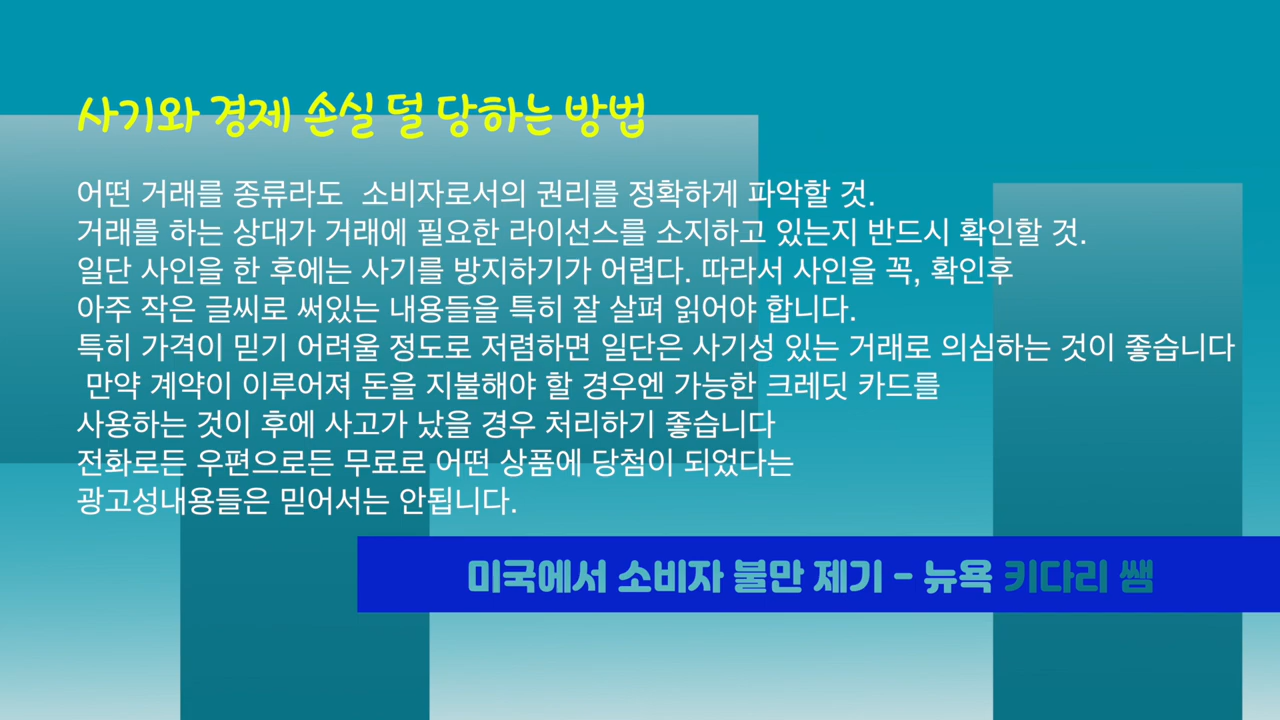 사기와 경제 손실 덜 당하는 방법
어떤 거래를 종류라도 소비자로서의 권리를 정확하게 파악할 것.
거래를 하는 상대가 거래에 필요한 라이선스를 소지하고 있는지 반드시 확인할 것.
일단 사인을 한 후에는 사기를 방지하기가 어렵다. 따라서 사인을 꼭, 확인후
아주 작은 글씨로 써있는 내용들을 특히 잘 살펴 읽어야 합니다.
특히 가격이 믿기 어려울 정도로 저렴하면 일단은 사기성 있는 거래로 의심하는 것이 좋습니다
만약 계약이 이루어져 돈을 지불해야 할 경우엔 가능한 크레딧 카드를
사용하는 것이 후에 사고가 났을 경우 처리하기 좋습니다
전화로든 우편으로든 무료로 어떤 상품에 당첨이 되었다는
광고성내용들은 믿어서는 안됩니다.
미국에서 소비자 불만 제기 - 뉴욕 키다리 쌤